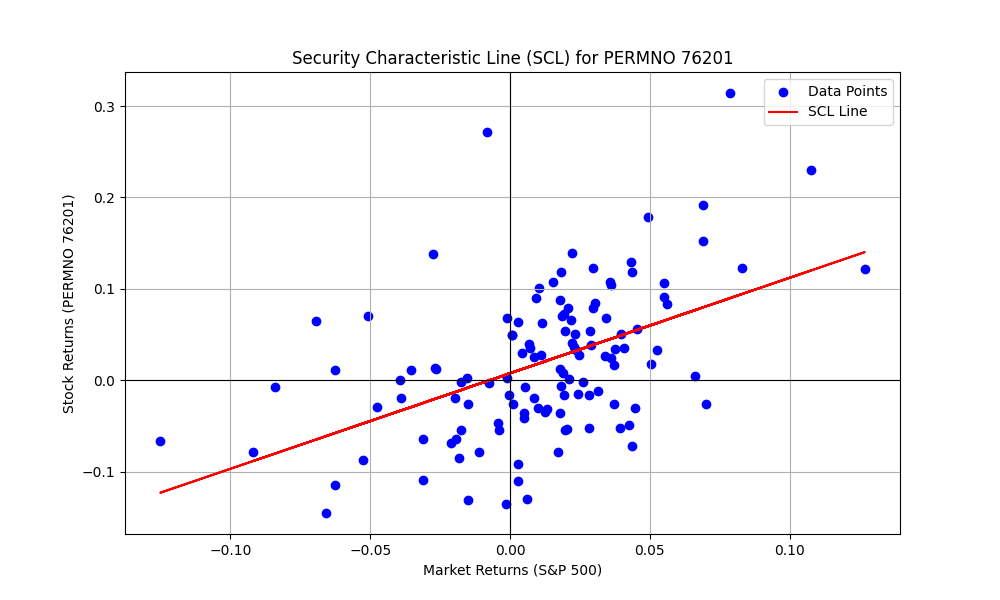 Security Characteristic Line (SCL) for PERMNO 76201
Data Points
SCL Line
Stock Returns (PERMNO 76201)
0.3
0.2
0.1
0.0
−0.1
−0.10
−0.05
0.00
0.05
0.10
Market Returns (S&P 500)